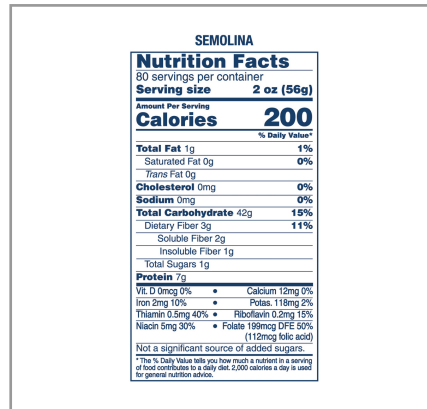 SEMOLINA
Nutrition Facts
80 servings per container
Serving size 2 oz (56g)
Amount Per Serving
Calories 200
% Daily Value*
Total Fat 1g 1%
Saturated Fat 0g 0%
Trans Fat 0g
Cholesterol 0mg 0%
Sodium 0mg 0%
Total Carbohydrate 42g 15%
Dietary Fiber 3g 11%
Soluble Fiber 2g
Insoluble Fiber 1g
Total Sugars 1g
Protein 7g
Vit. D 0mcg 0% • Calcium 12mg 0%
Iron 2mg 10% • Potas. 118mg 2%
Thiamin 0.5mg 40% • Riboflavin 0.2mg 15%
Niacin 5mg 30% • Folate 199mcg DFE 50%
(112mcg folic acid)
Not a significant source of added sugars.
* The % Daily Value tells you how much a nutrient in a serving
of food contributes to a daily diet. 2,000 calories a day is used
for general nutrition advice.